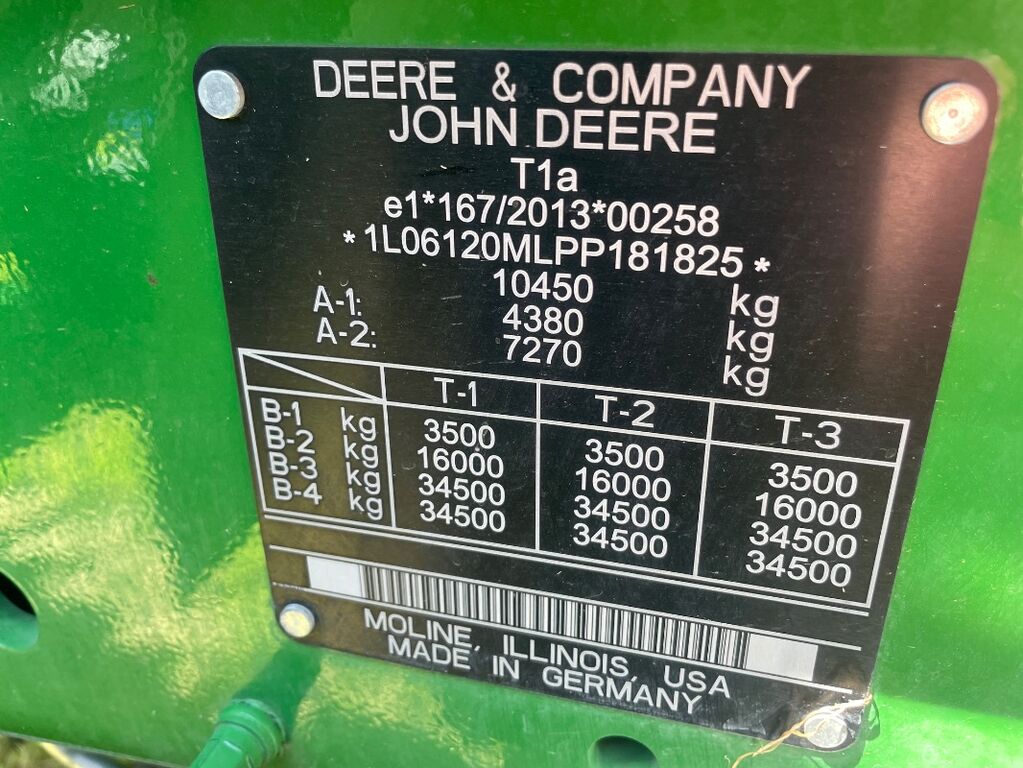 DEERE & COMPANY
JOHN DEERE
T1a
e1*167/2013*00258
*1L06120MLPP181825*
10450 kg
A-1: 4380 kg
A-2: 7270 kg
T-1 T-2 T-3
B-1 kg 3500 3500 3500
B-2 kg 16000 16000 16000
B-3 kg 34500 34500 34500
B-4 kg 34500 34500 34500
MOLINE, ILLINOIS, USA
MADE IN GERMANY